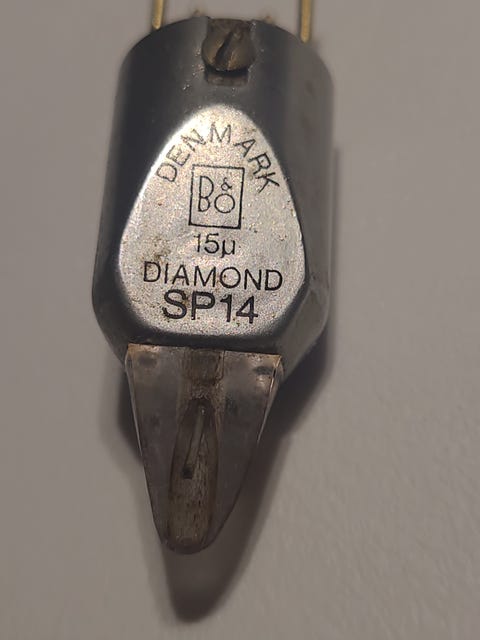 DENMARK
B&O
15µ
DIAMOND
SP14